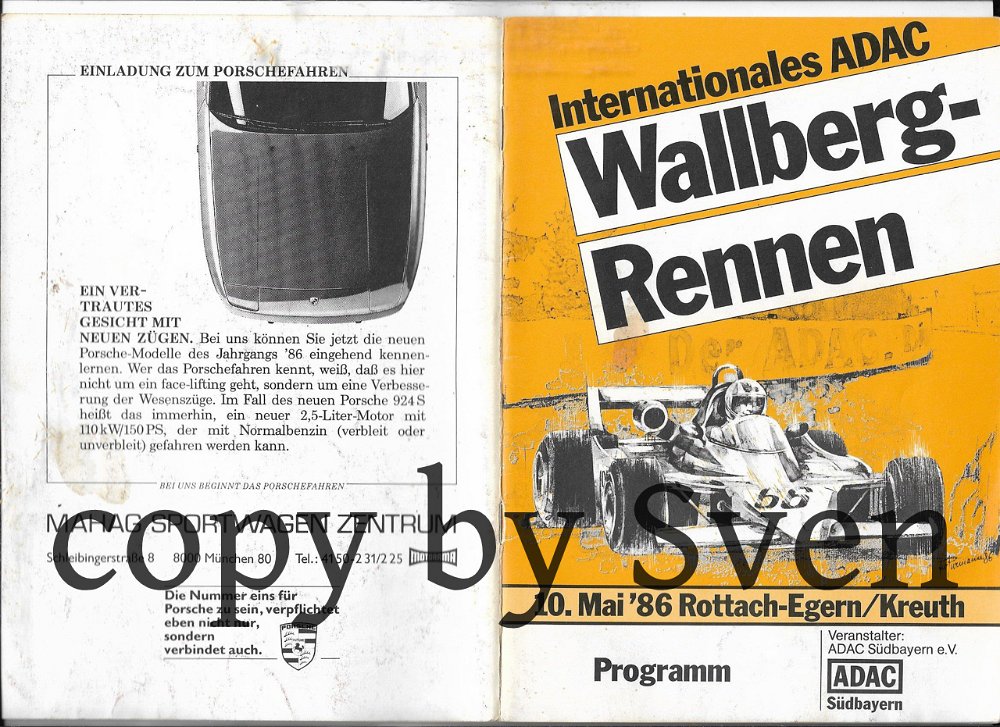 EINLADUNG ZUM PORSCHEFAHREN
EIN VER-
TRAUTES
GESICHT MIT
NEUEN ZÜGEN. Bei uns können Sie jetzt die neuen
Porsche-Modelle des Jahrgangs '86 eingehend kennen-
lernen. Wer das Porschefahren kennt, weiß, daß es hier
nicht um ein face-lifting geht, sondern um eine Verbesse-
rung der Wesenszüge. Im Fall des neuen Porsche 924 S
heißt das immerhin, ein neuer 2,5-Liter-Motor mit
110 kW/150 PS, der mit Normalbenzin (verbleit oder
unverbleit) gefahren werden kann.
BEI UNS BEGINNT DAS PORSCHEFAHREN
MAHAG SPORTWAGEN ZENTRUM
Schleibingerstraße 8 8000 München 80 Tel.: 41 50-2 31/2 25
Die Nummer eins für
Porsche zu sein, verpflichtet
eben nicht nur,
sondern
verbindet auch.
PORSCHE
Internationales ADAC
Wallberg-
Rennen
Der ADAC
55
10. Mai '86 Rottach-Egern/Kreuth
Programm
Veranstalter:
ADAC Südbayern e.V.
ADAC
Südbayern
copy by Sven